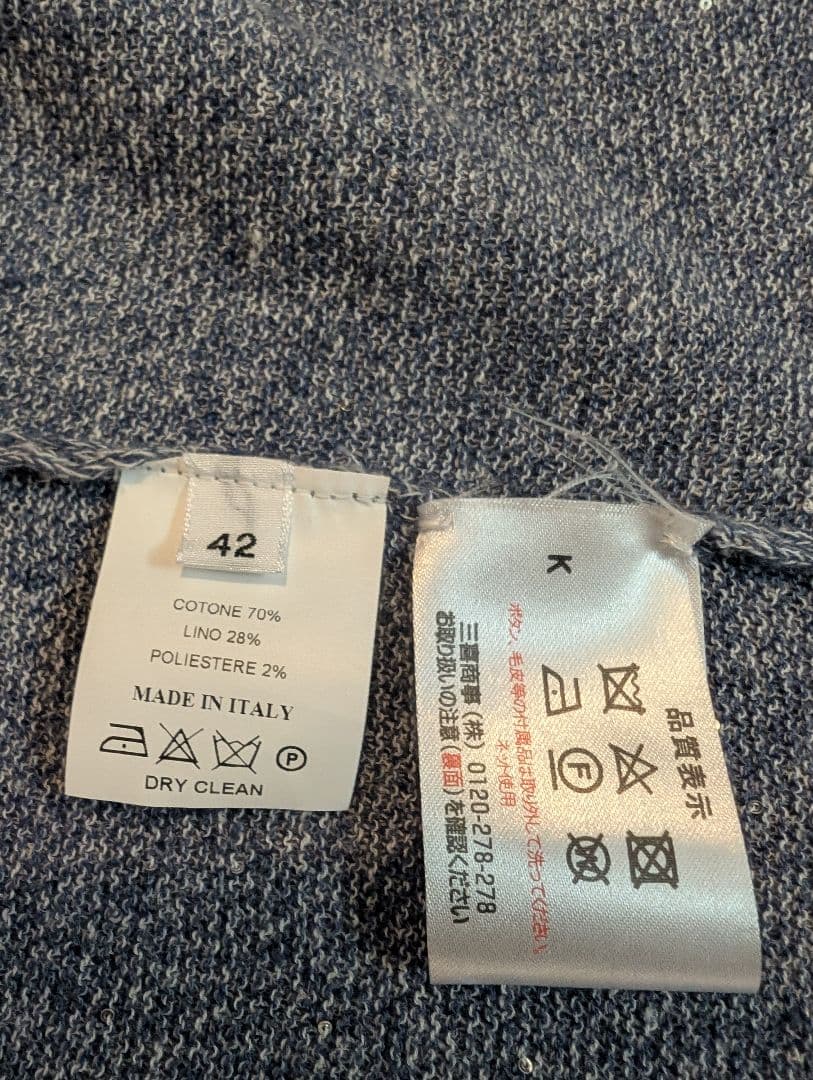 42
COTONE 70%
LINO 28%
POLIESTERE 2%
MADE IN ITALY
P
DRY CLEAN
K
品質表示
F
W
ボタン、毛皮等の付属品は取り外して洗ってください。
ネット使用
三喜商事（株）0120-278-278
お取り扱いの注意（裏面）を確認ください